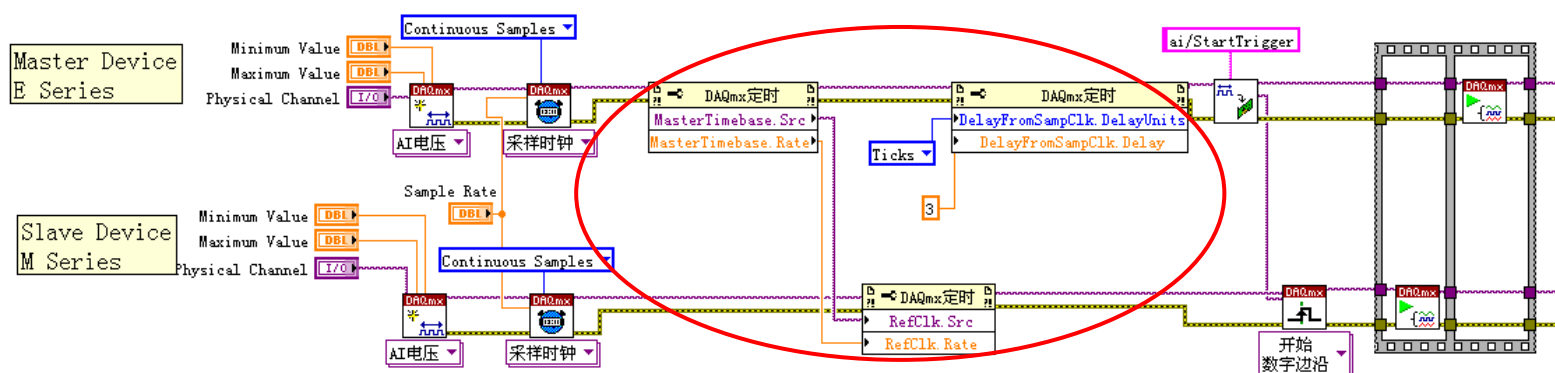 Continuous Samples
ai/StartTrigger
Master Device
E Series
Minimum Value
DBL
Maximum Value
DBL
Physical Channel
I/O
DAQmx
DAQmx
AI电压
采样时钟
DAQmx定时
MasterTimebase.Src
MasterTimebase.Rate
DAQmx定时
DelayFromSampClk.DelayUnits
DelayFromSampClk.Delay
Ticks
3
DAQmx
Sample Rate
DBL
Slave Device
M Series
Minimum Value
DBL
Maximum Value
DBL
Physical Channel
I/O
Continuous Samples
DAQmx
DAQmx
AI电压
采样时钟
DAQmx定时
RefClk.Src
RefClk.Rate
DAQmx
开始
数字边沿
DAQmx